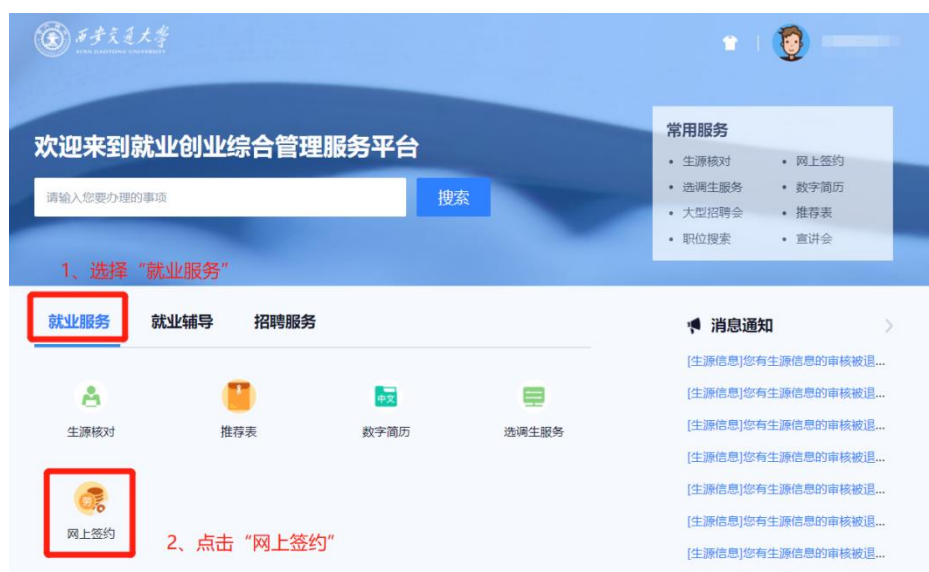 西安交通大学
XI'AN JIAOTONG UNIVERSITY
欢迎来到就业创业综合管理服务平台
请输入您要办理的事项
搜索
常用服务
• 生源核对 • 网上签约
• 选调生服务 • 数字简历
• 大型招聘会 • 推荐表
• 职位搜索 • 宣讲会
1、选择“就业服务”
就业服务 就业辅导 招聘服务
中文
生源核对 推荐表 数字简历 选调生服务
网上签约
2、点击“网上签约”
消息通知
[生源信息]您有生源信息的审核被退...
[生源信息]您有生源信息的审核被退...
[生源信息]您有生源信息的审核被退...
[生源信息]您有生源信息的审核被退...
[生源信息]您有生源信息的审核被退...
[生源信息]您有生源信息的审核被退...
[生源信息]您有生源信息的审核被退...